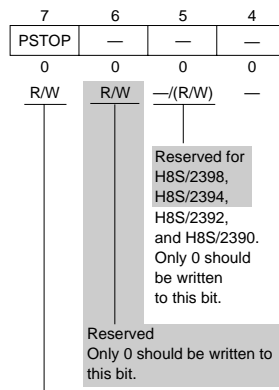 7 6 5 4
PSTOP — — —
0 0 0 0
R/W R/W —/(R/W) —
Reserved for
H8S/2398,
H8S/2394,
H8S/2392,
and H8S/2390.
Only 0 should
be written
to this bit.
Reserved
Only 0 should be written to
this bit.